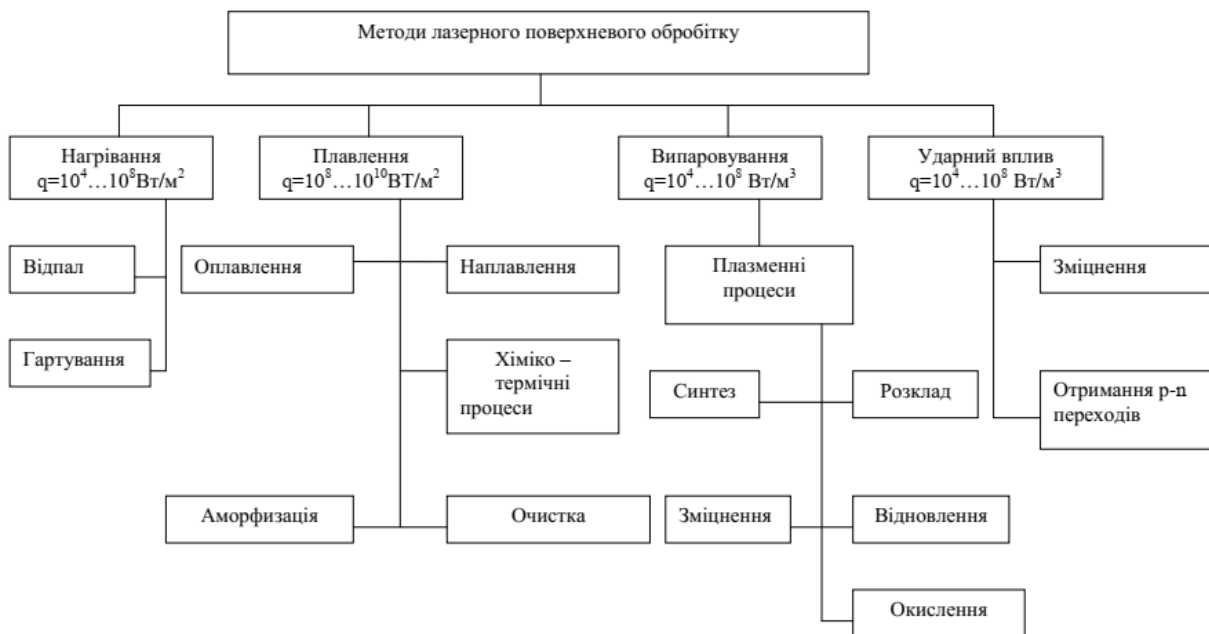 Методи лазерного поверхневого обробітку
Нагрівання
q=10⁴…10⁸Вт/м²
Плавлення
q=10⁸…10¹⁰ВТ/м²
Випаровування
q=10⁴…10⁸ Вт/м³
Ударний вплив
q=10⁴…10⁸ Вт/м³
Відпал
Оплавлення
Наплавлення
Плазменні
процеси
Зміцнення
Гартування
Хіміко –
термічні
процеси
Синтез
Розклад
Отримання p-n
переходів
Аморфизація
Очистка
Зміцнення
Відновлення
Окислення